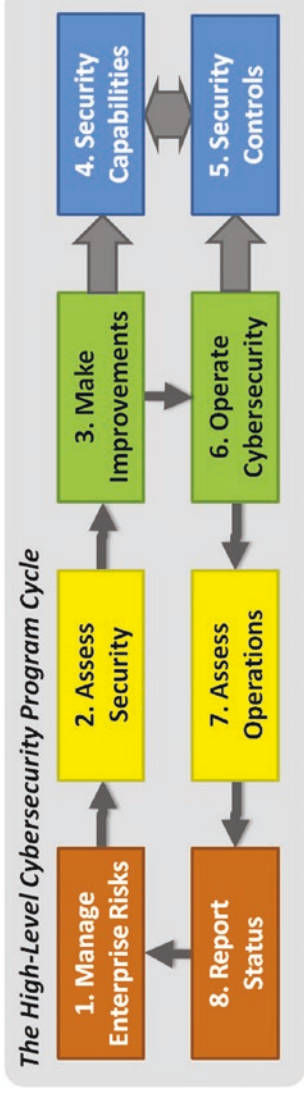 The High-Level Cybersecurity Program Cycle
1. Manage
Enterprise Risks
2. Assess
Security
3. Make
Improvements
4. Security
Capabilities
5. Security
Controls
6. Operate
Cybersecurity
7. Assess
Operations
8. Report
Status